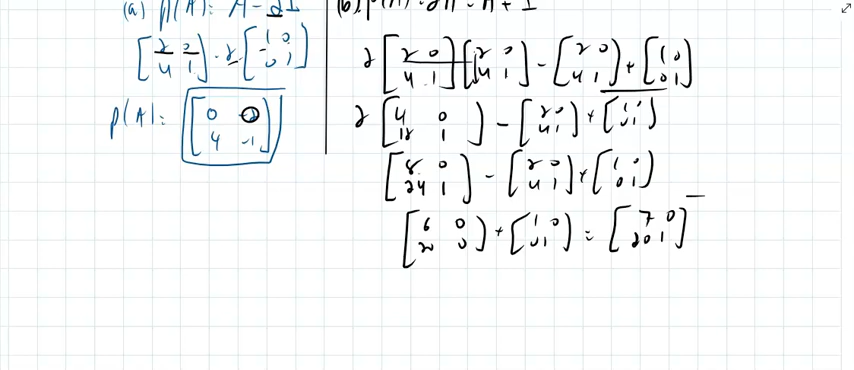 (a) p(A): A - 2I
[2 0; 4 1] - 2 [1 0; 0 1]
p(A): [0 0; 4 -1]
(b) p(A) = 2A² - A + I
2 [2 0; 4 1] [2 0; 4 1] - [2 0; 4 1] + [1 0; 0 1]
2 [4 0; 12 1] - [2 0; 4 1] + [1 0; 0 1]
[8 0; 24 1] - [2 0; 4 1] + [1 0; 0 1]
[6 0; 20 0] + [1 0; 0 1] = [7 0; 20 1]